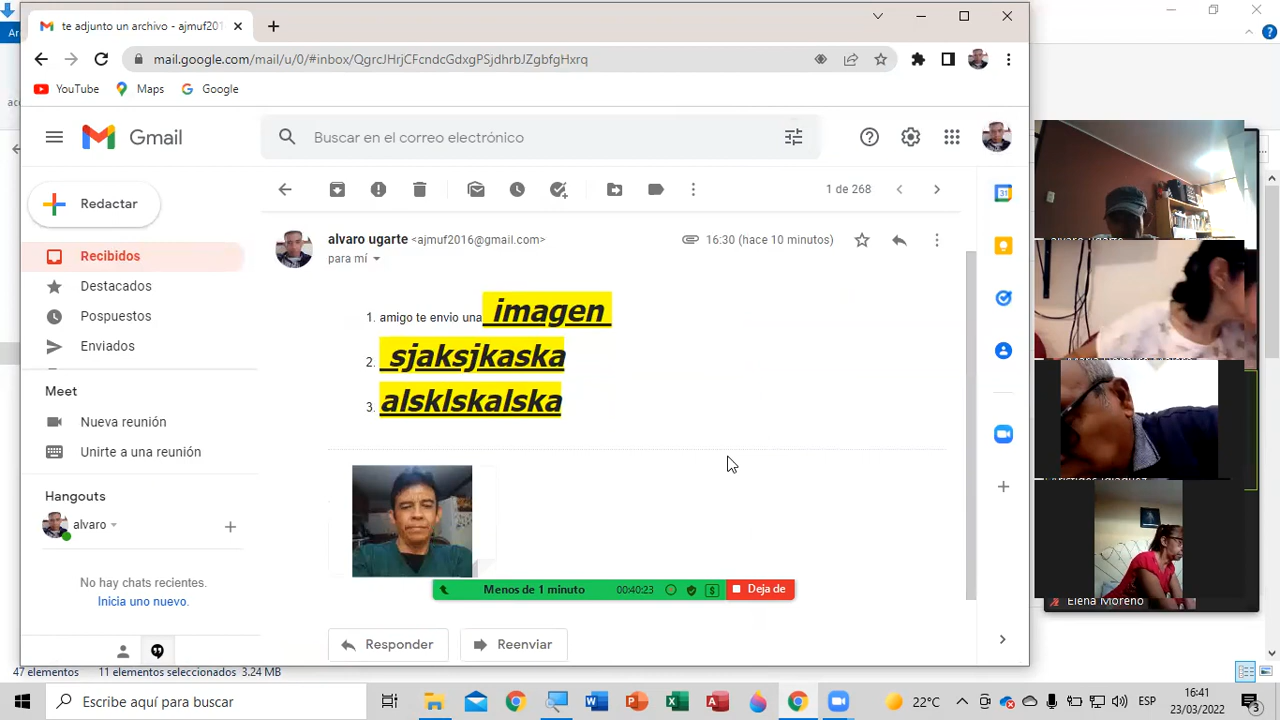 te adjunto un archivo - ajmuf201
mail.google.com/mail/u/0/#inbox/QgrcJHrjCFcndcGdxgPSjdhrbJZgbfgHxrq
YouTube
Maps
Google
Gmail
Buscar en el correo electrónico
Redactar
1 de 268
31
Recibidos
alvaro ugarte <ajmuf2016@gmail.com>
16:30 (hace 10 minutos)
para mí
Destacados
Pospuestos
Enviados
1. amigo te envio una imagen
2. sjaksjkaska
3. alsklskalska
Meet
Nueva reunión
Unirte a una reunión
Hangouts
alvaro
No hay chats recientes.
Inicia uno nuevo.
Menos de 1 minuto
00:40:23
Deja de
Elena Moreno
Responder
Reenviar
47 elementos
11 elementos seleccionados 3.24 MB
Escribe aquí para buscar
22°C
ESP
16:41
23/03/2022
3